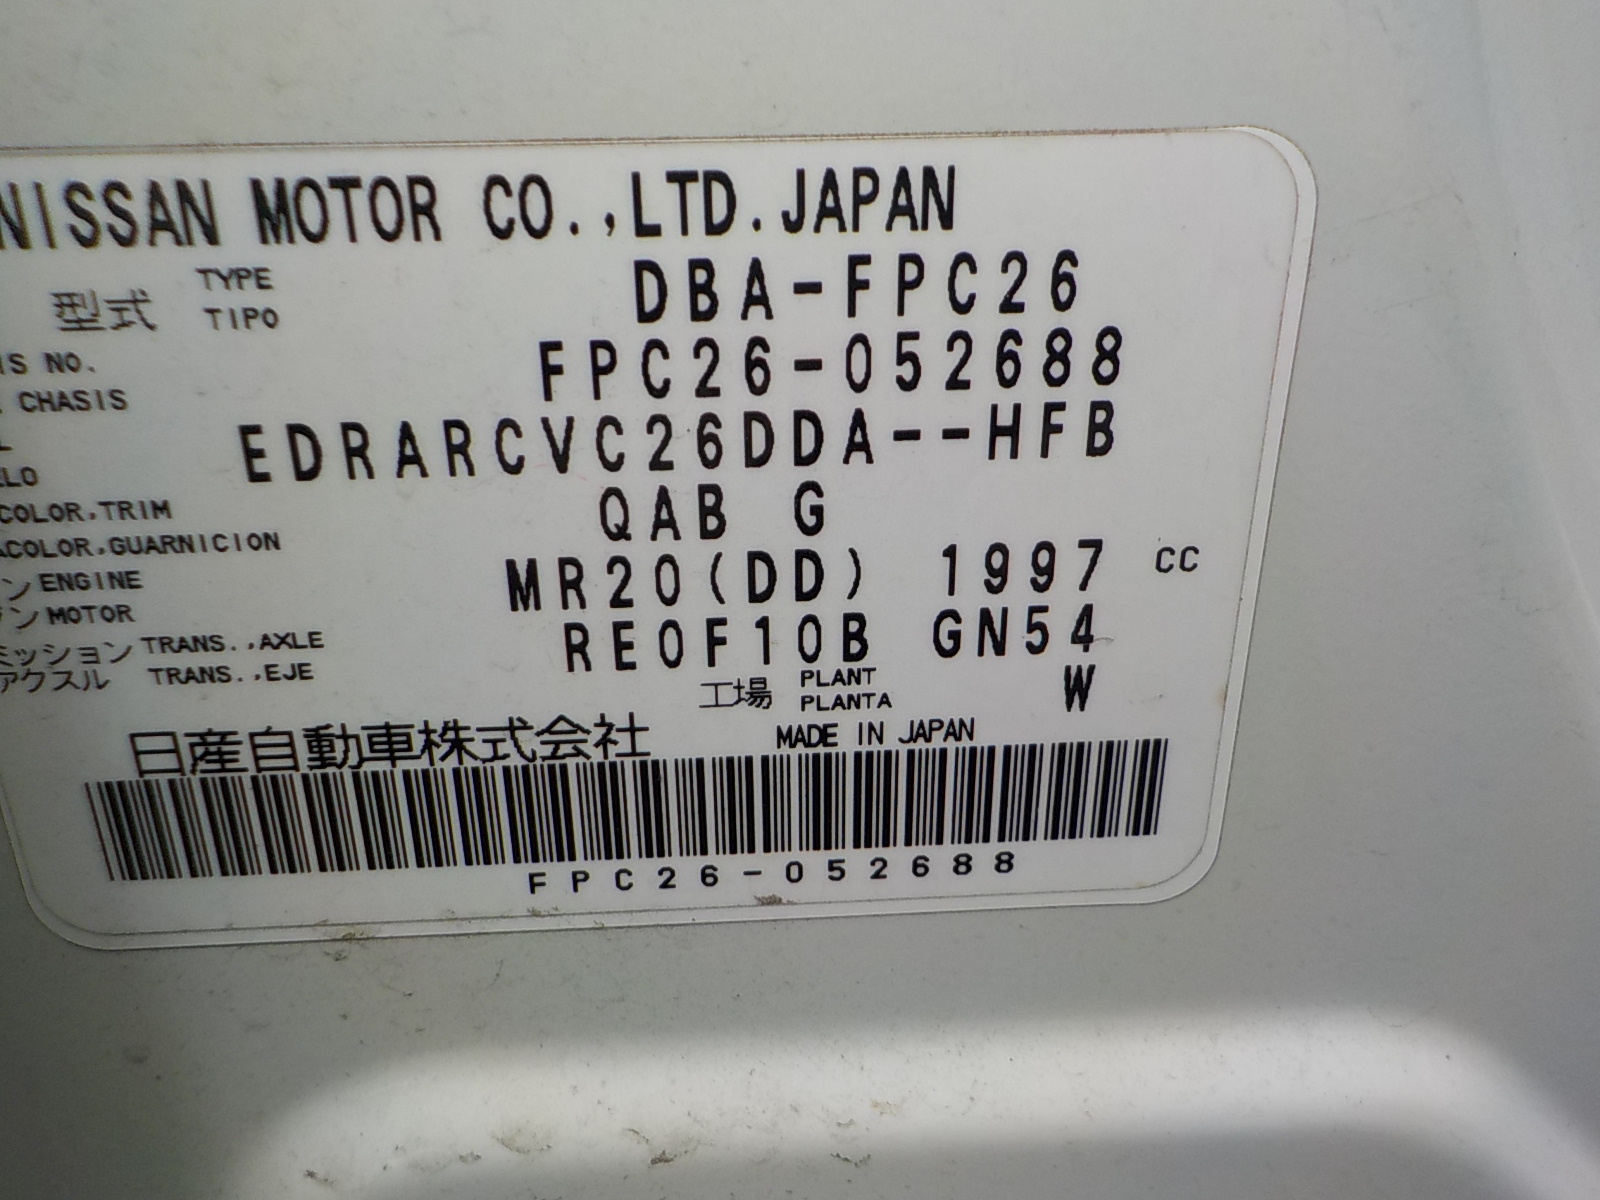 NISSAN MOTOR CO.,LTD.JAPAN
型式 TYPE TIPO DBA-FPC26
IS NO. CHASIS FPC26-052688
ELO EDRARCVC26DDA--HFB
COLOR,TRIM
COLOR,GUARNICION QAB G
ン ENGINE
ン MOTOR MR20(DD) 1997 CC
ミッション TRANS.,AXLE
アクスル TRANS.,EJE RE0F10B GN54
工場 PLANT PLANTA W
日産自動車株式会社 MADE IN JAPAN
FPC26-052688